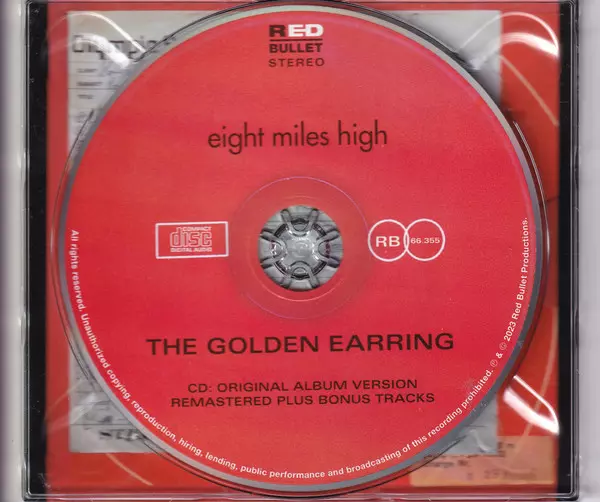 RED
BULLET
STEREO
eight miles high
COMPACT
disc
DIGITAL AUDIO
RB 66.355
THE GOLDEN EARRING
CD: ORIGINAL ALBUM VERSION
REMASTERED PLUS BONUS TRACKS
All rights reserved. Unauthorized copying, reproduction, hiring, lending, public performance and broadcasting of this recording prohibited. ℗ & © 2023 Red Bullet Productions.